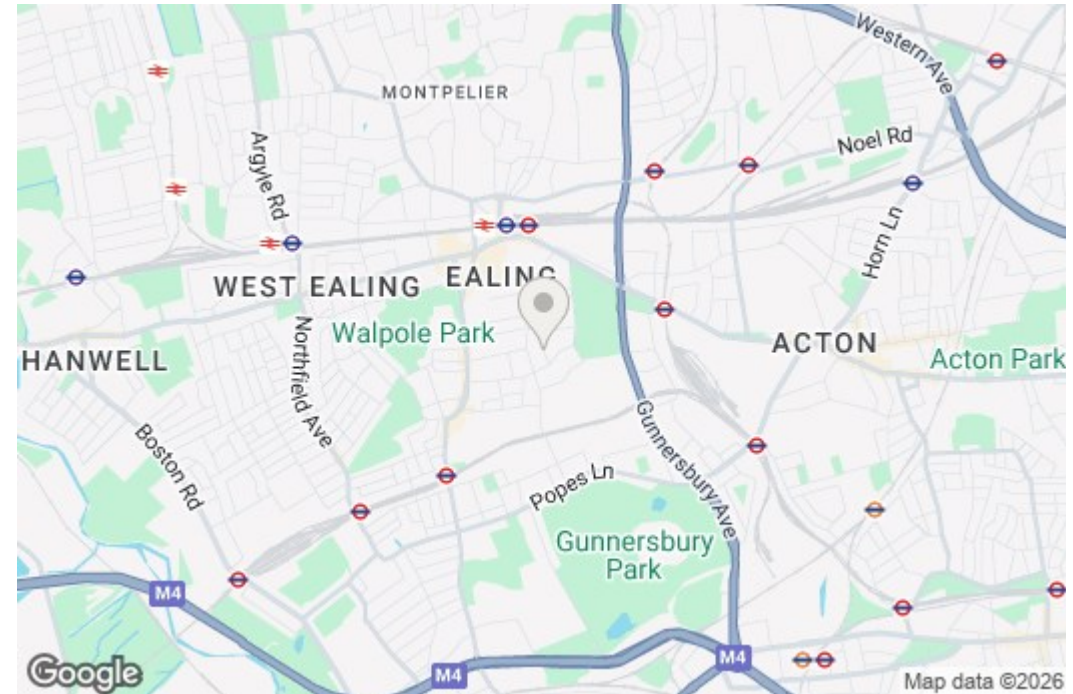 Western Ave
MONTPELIER
Noel Rd
Argyle Rd
Horn Ln
WEST EALING
EALING
Walpole Park
ACTON
HANWELL
Northfield Ave
Acton Park
Gunnersbury Ave
Boston Rd
Popes Ln
Gunnersbury
Park
M4
M4
M4
Google
Map data ©2026